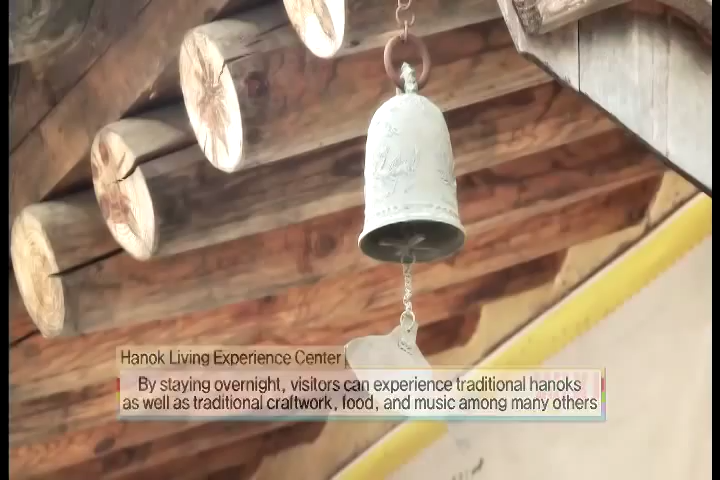 Hanok Living Experience Center
By staying overnight, visitors can experience traditional hanoks
as well as traditional craftwork, food, and music among many others